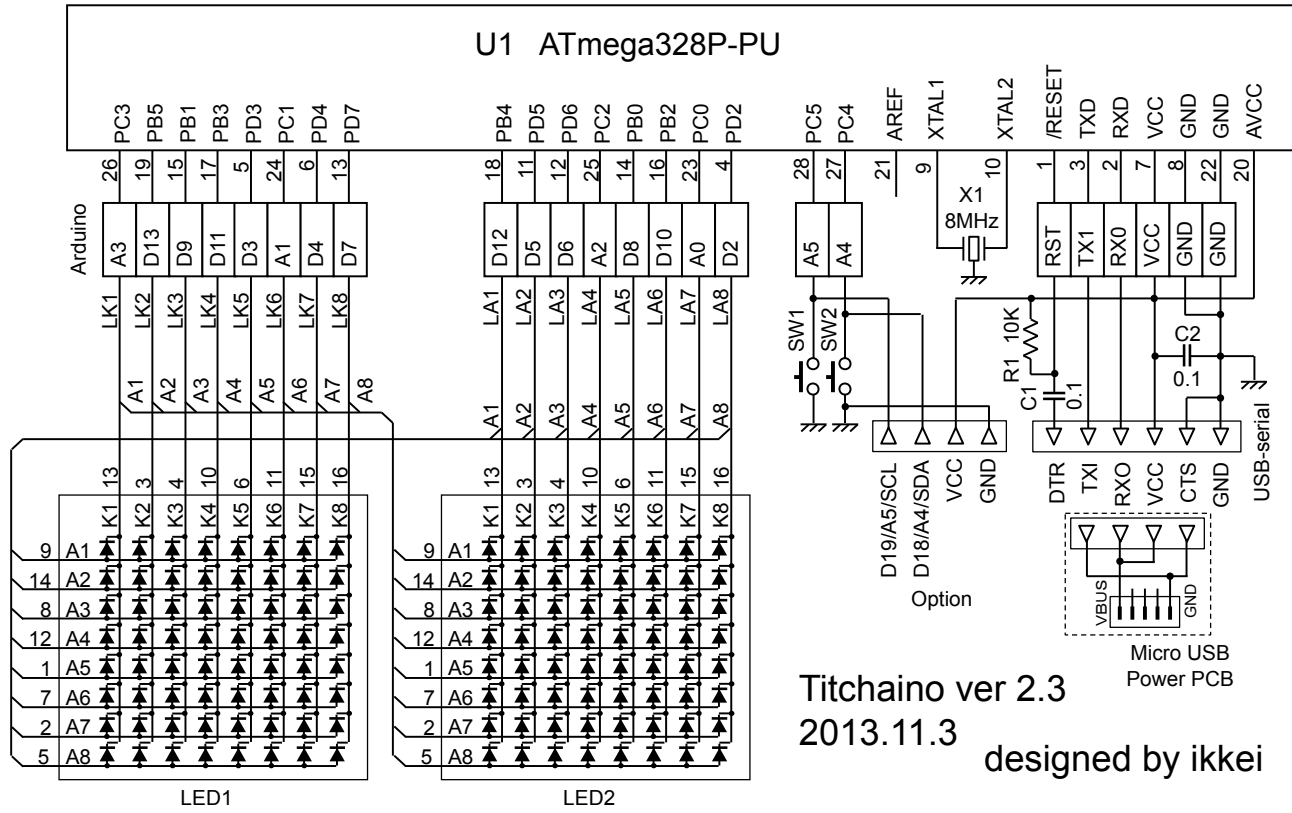 U1 ATmega328P-PU
PC3 PB5 PB1 PB3 PD3 PC1 PD4 PD7 PB4 PD5 PD6 PC2 PB0 PB2 PC0 PD2 PC5 PC4 AREF XTAL1 XTAL2 /RESET TXD RXD VCC GND GND AVCC
26 19 15 17 5 24 6 13 18 11 12 25 14 16 23 4 28 27 21 9 10 1 3 2 7 8 22 20
X1
8MHz
Arduino
A3 D13 D9 D11 D3 A1 D4 D7 D12 D5 D6 A2 D8 D10 A0 D2 A5 A4 RST TX1 RX0 VCC GND GND
LK1 LK2 LK3 LK4 LK5 LK6 LK7 LK8 LA1 LA2 LA3 LA4 LA5 LA6 LA7 LA8
SW1 SW2 R1 10K C2
0.1
C1 0.1
A1 A2 A3 A4 A5 A6 A7 A8
A1 A2 A3 A4 A5 A6 A7 A8
13 3 4 10 6 11 15 16 13 3 4 10 6 11 15 16
K1 K2 K3 K4 K5 K6 K7 K8 K1 K2 K3 K4 K5 K6 K7 K8
D19/A5/SCL D18/A4/SDA VCC GND
DTR TXI RXO VCC CTS GND
USB-serial
Option
VBUS GND
Micro USB
Power PCB
9 A1 9 A1
14 A2 14 A2
8 A3 8 A3
12 A4 12 A4
1 A5 1 A5
7 A6 7 A6
2 A7 2 A7
5 A8 5 A8
LED1 LED2
Titchaino ver 2.3
2013.11.3
designed by ikkei